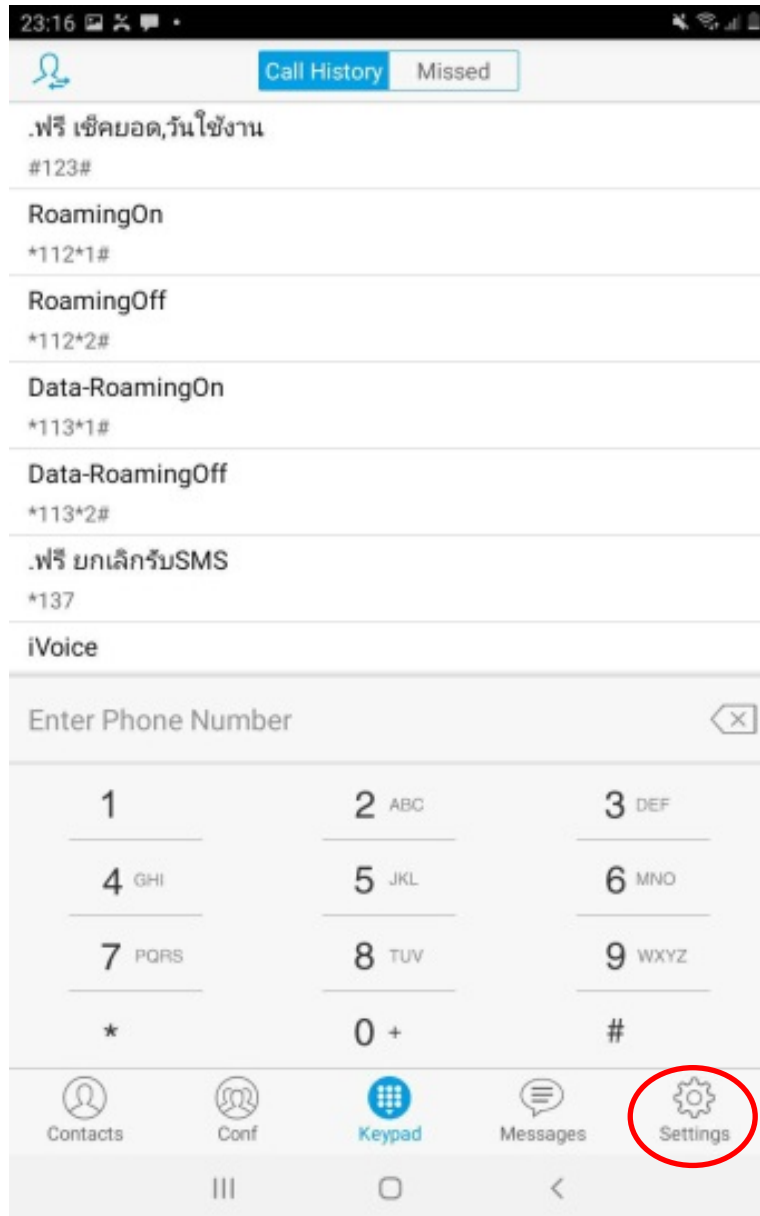 23:16
Call History Missed
.ฟรี เช็คยอด,วันใช้งาน
#123#
RoamingOn
*112*1#
RoamingOff
*112*2#
Data-RoamingOn
*113*1#
Data-RoamingOff
*113*2#
.ฟรี ยกเลิกรับSMS
*137
iVoice
Enter Phone Number
1 2 ABC 3 DEF
4 GHI 5 JKL 6 MNO
7 PQRS 8 TUV 9 WXYZ
* 0 + #
Contacts Conf Keypad Messages Settings